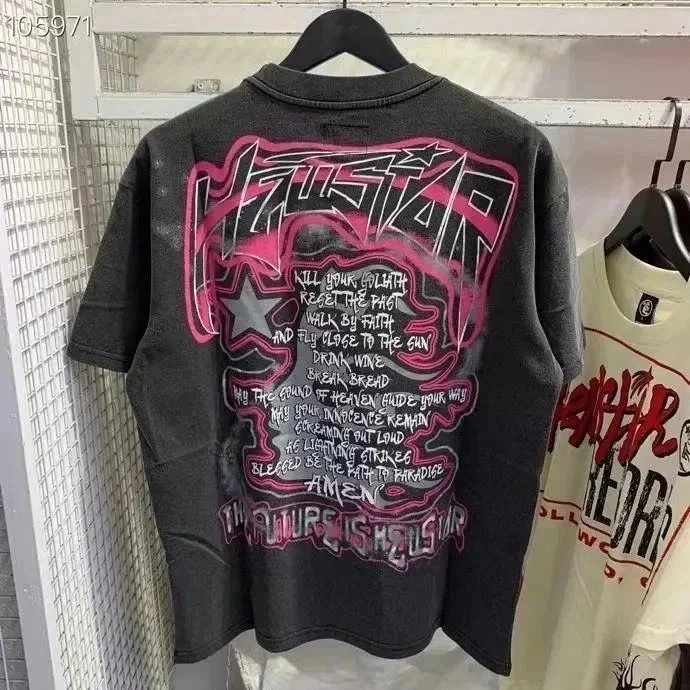 105971
HELLSTAR
KILL YOUR GOLIATH
RESET THE PAST
WALK BY FAITH
AND FLY CLOSE TO THE SUN
DRINK WINE
BREAK BREAD
MAY THE SOUND OF HEAVEN GUIDE YOUR WAY
MAY YOUR INNOCENCE REMAIN
SCREAMING OUT LOUD
AS LIGHTNING STRIKES
BLESSED BE THE PATH TO PARADISE
AMEN
THE FUTURE IS HELLSTAR